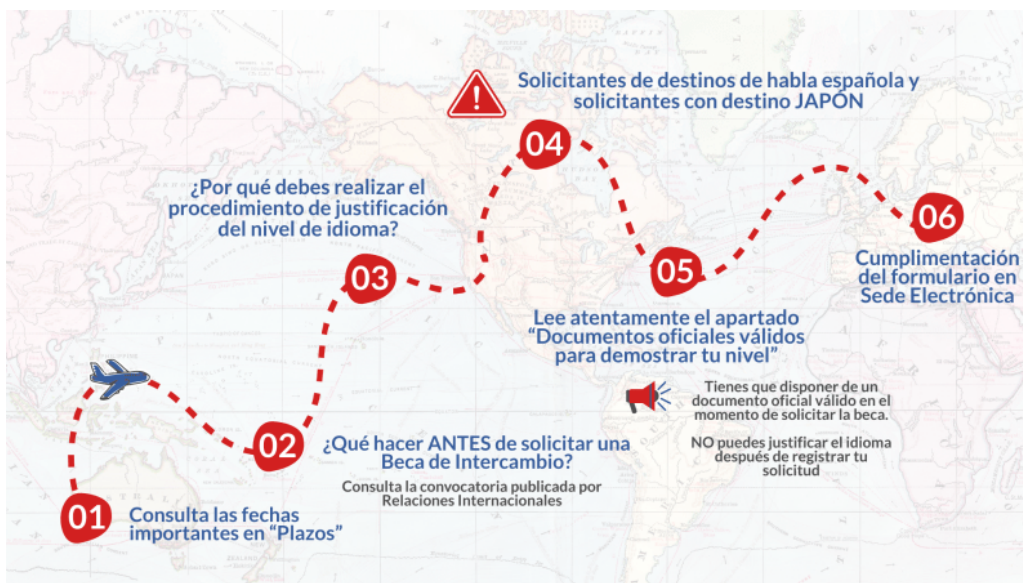 01
Consulta las fechas
importantes en “Plazos”
02
¿Qué hacer ANTES de solicitar una
Beca de Intercambio?
Consulta la convocatoria publicada por
Relaciones Internacionales
03
¿Por qué debes realizar el
procedimiento de justificación
del nivel de idioma?
04
Solicitantes de destinos de habla española y
solicitantes con destino JAPÓN
05
Lee atentamente el apartado
“Documentos oficiales válidos
para demostrar tu nivel”
Tienes que disponer de un
documento oficial válido en el
momento de solicitar la beca.
NO puedes justificar el idioma
después de registrar tu
solicitud
06
Cumplimentación
del formulario en
Sede Electrónica